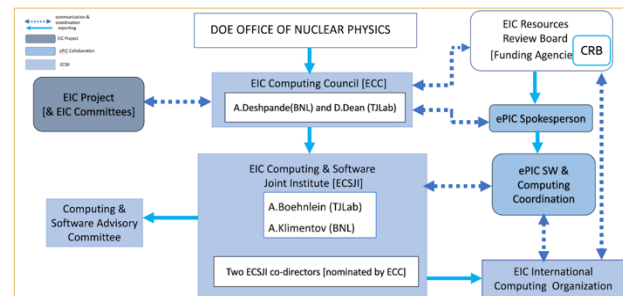 communication &
coordination
reporting
EIC Project
ePIC Collaboration
ECSJI
DOE OFFICE OF NUCLEAR PHYSICS
EIC Resources
Review Board
[Funding Agencie
CRB
EIC Computing Council [ECC]
A.Deshpande(BNL) and D.Dean (TJLab)
EIC Project
[& EIC Committees]
ePIC Spokesperson
EIC Computing & Software
Joint Institute [ECSJI]
A.Boehnlein (TJLab)
A.Klimentov (BNL)
Two ECSJI co-directors [nominated by ECC]
ePIC SW &
Computing
Coordination
Computing &
Software Advisory
Committee
EIC International
Computing Organization